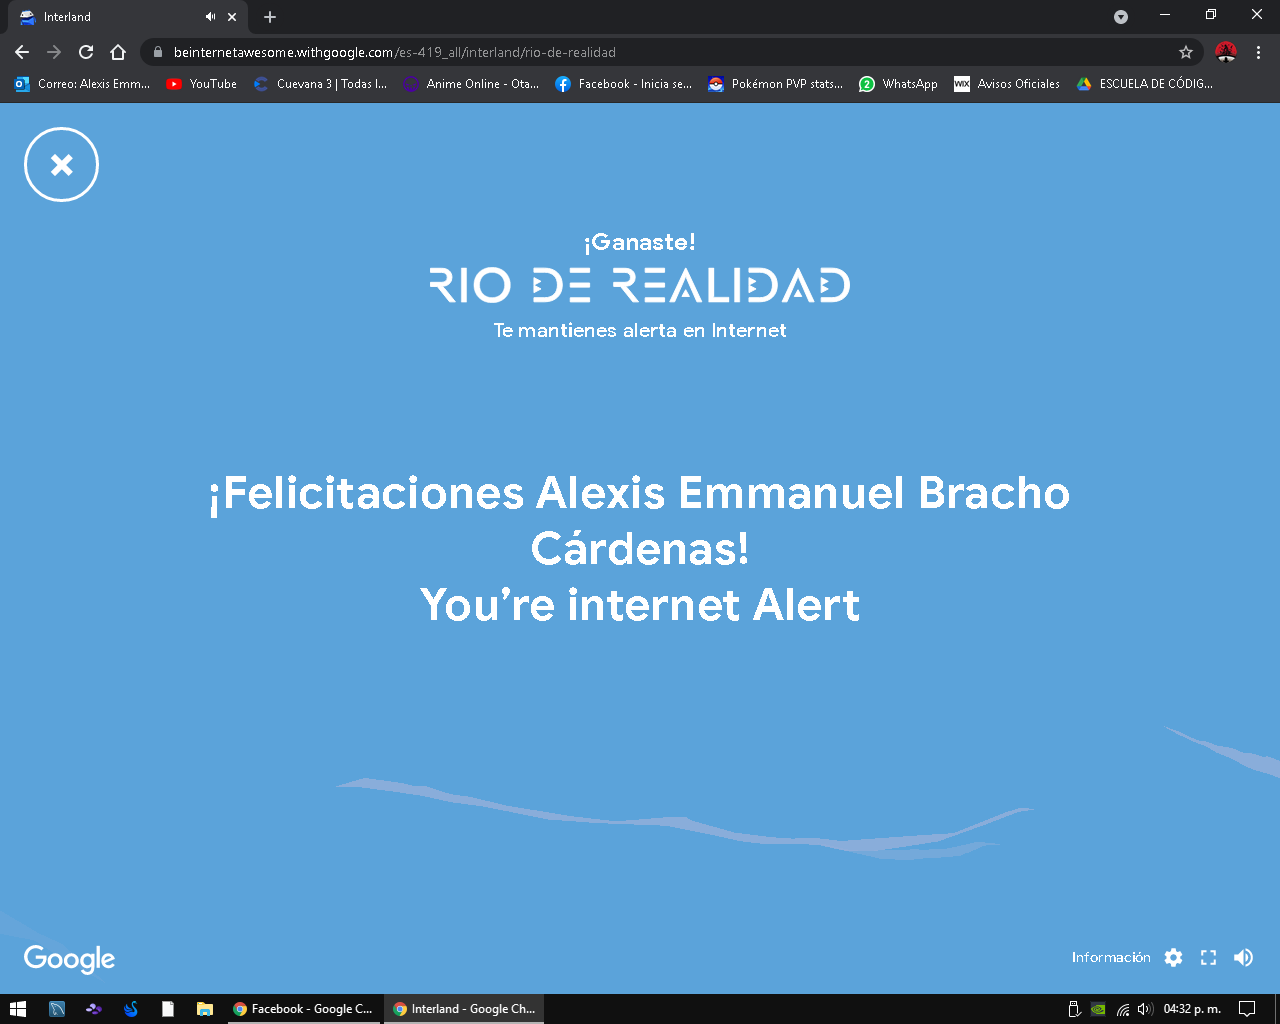 Interland
beinternetawesome.withgoogle.com/es-419_all/interland/rio-de-realidad
Correo: Alexis Emm... YouTube Cuevana 3 | Todas l... Anime Online - Ota... Facebook - Inicia se... Pokémon PVP stats... 2 WhatsApp WiX Avisos Oficiales ESCUELA DE CÓDIG...
¡Ganaste!
RIO DE REALIDAD
Te mantienes alerta en Internet
¡Felicitaciones Alexis Emmanuel Bracho
Cárdenas!
You’re internet Alert
Google
Información
Facebook - Google C... Interland - Google Ch... 04:32 p. m.